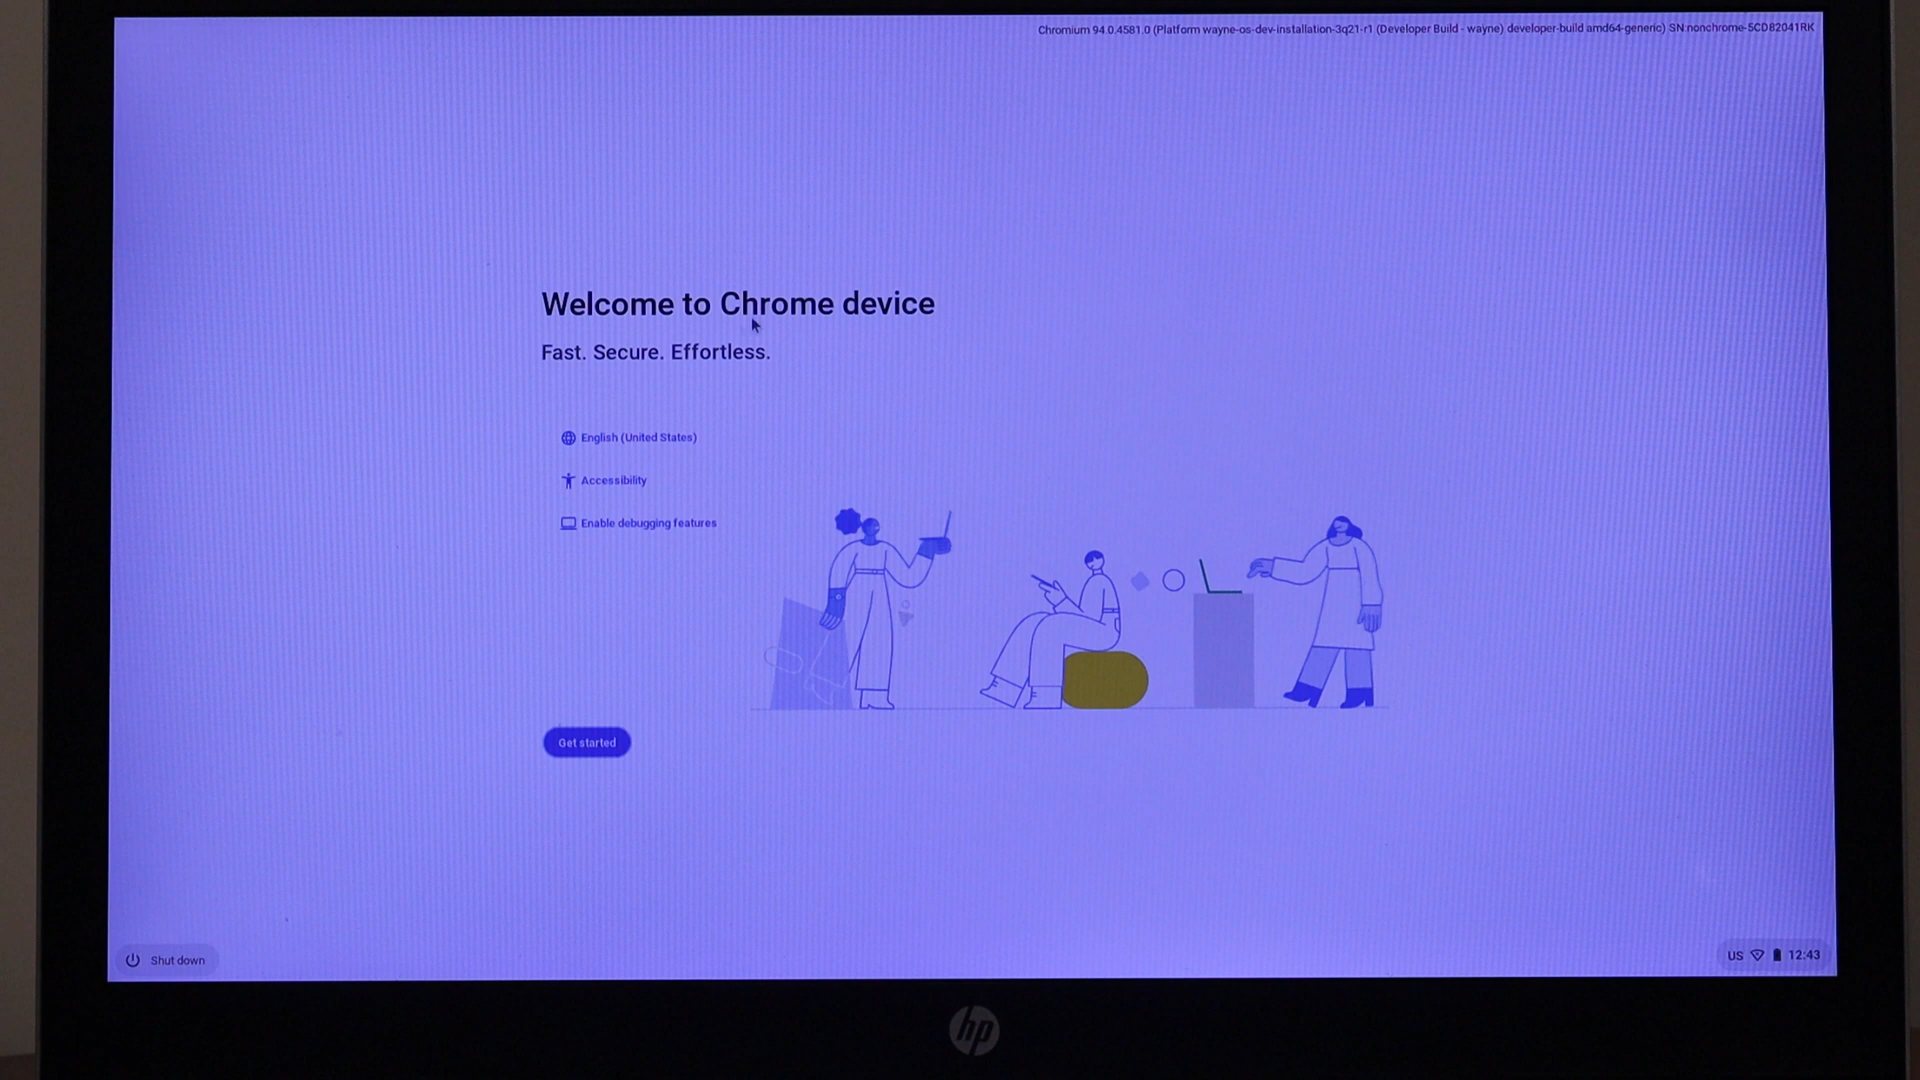 Chromium 94.0.4581.0 (Platform wayne-os-dev-installation-3q21-r1 (Developer Build - wayne) developer-build amd64-generic) SN:nonchrome-5CD82041RK
Welcome to Chrome device
Fast. Secure. Effortless.
English (United States)
Accessibility
Enable debugging features
Get started
Shut down
US 12:43
hp